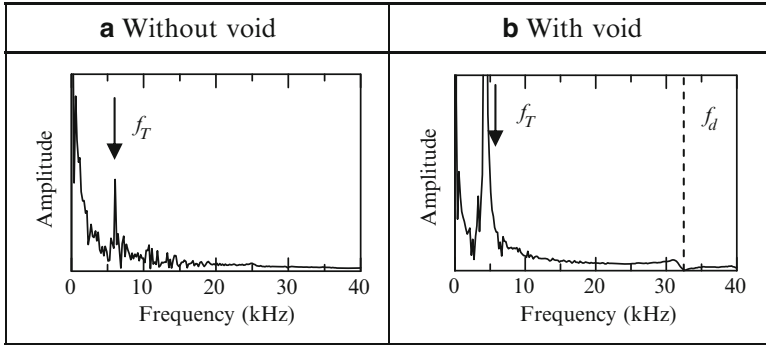 a Without void
b With void
f_T
Amplitude
0 10 20 30 40
Frequency (kHz)
f_T
f_d
Amplitude
0 10 20 30 40
Frequency (kHz)